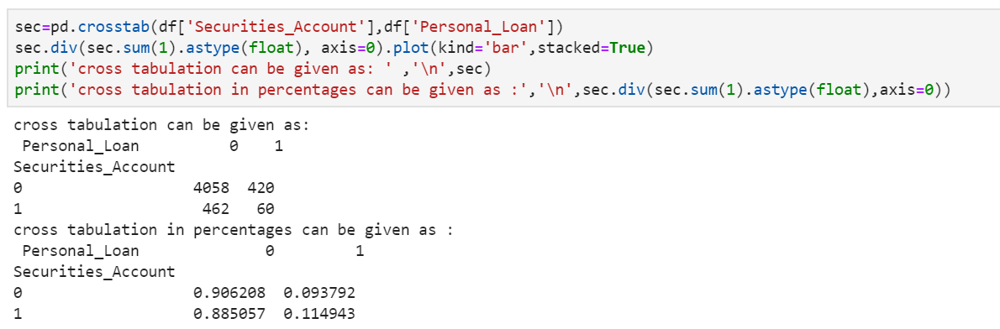 sec=pd.crosstab(df['Securities_Account'],df['Personal_Loan'])
sec.div(sec.sum(1).astype(float), axis=0).plot(kind='bar',stacked=True)
print('cross tabulation can be given as: ' ,'\n',sec)
print('cross tabulation in percentages can be given as :','\n',sec.div(sec.sum(1).astype(float),axis=0))
cross tabulation can be given as:
 Personal_Loan          0    1
Securities_Account
0                   4058  420
1                    462   60
cross tabulation in percentages can be given as :
 Personal_Loan              0         1
Securities_Account
0                   0.906208  0.093792
1                   0.885057  0.114943